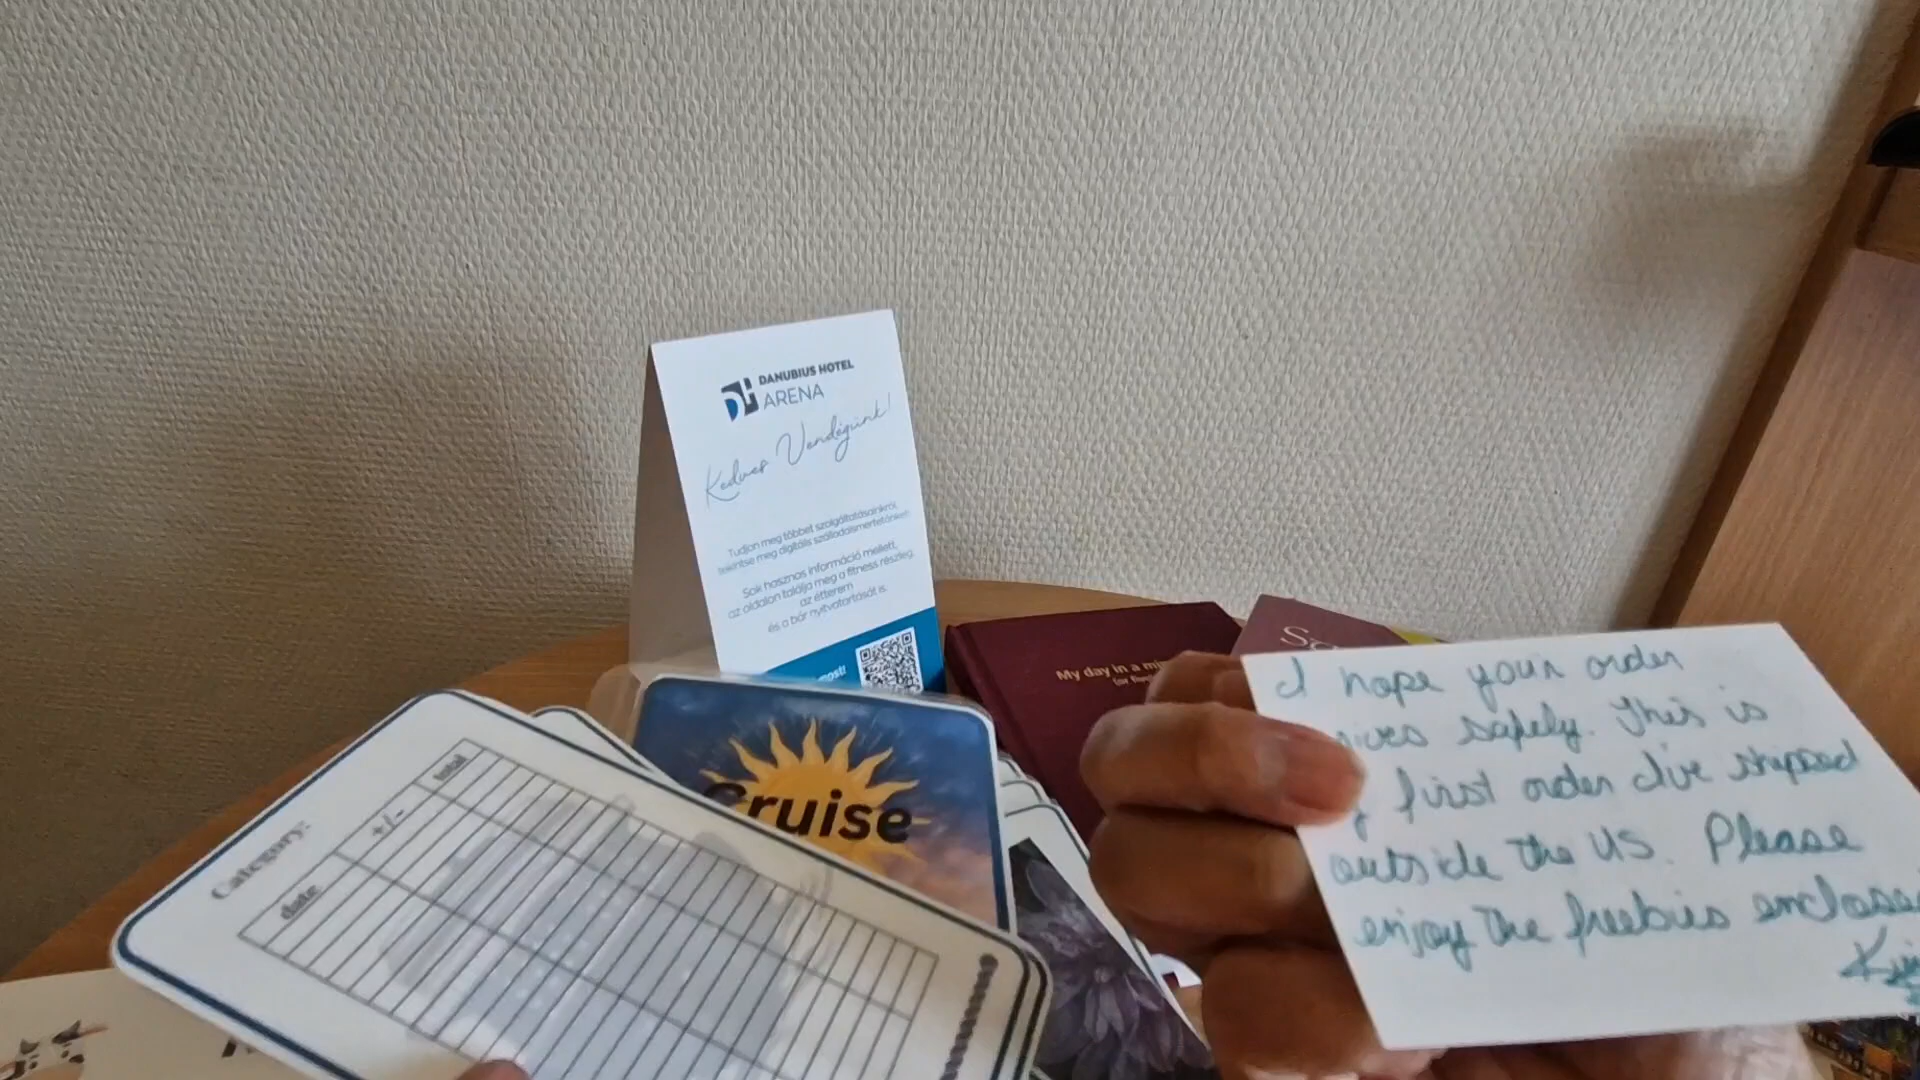 DANUBIUS HOTEL
ARENA
Kedves Vendégünk!
Tudjon meg többet szolgáltatásainkról,
tekintse meg digitális szállodaismertetőnket!
Sok hasznos információ mellett,
az oldalon találja meg a fitness részleg,
az étterem
és a bár nyitvatartását is.
My day in a
Cruise
Category:
date
+/-
total
I hope your order
safely. This is
first order I've shipped
outside the US. Please
enjoy the freebies